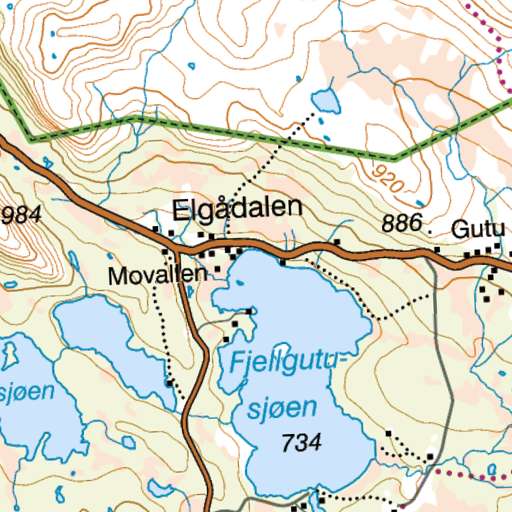 920
984
Elgådalen
886
Gutu
Movallen
Fjellgutu-
sjøen
sjøen
734